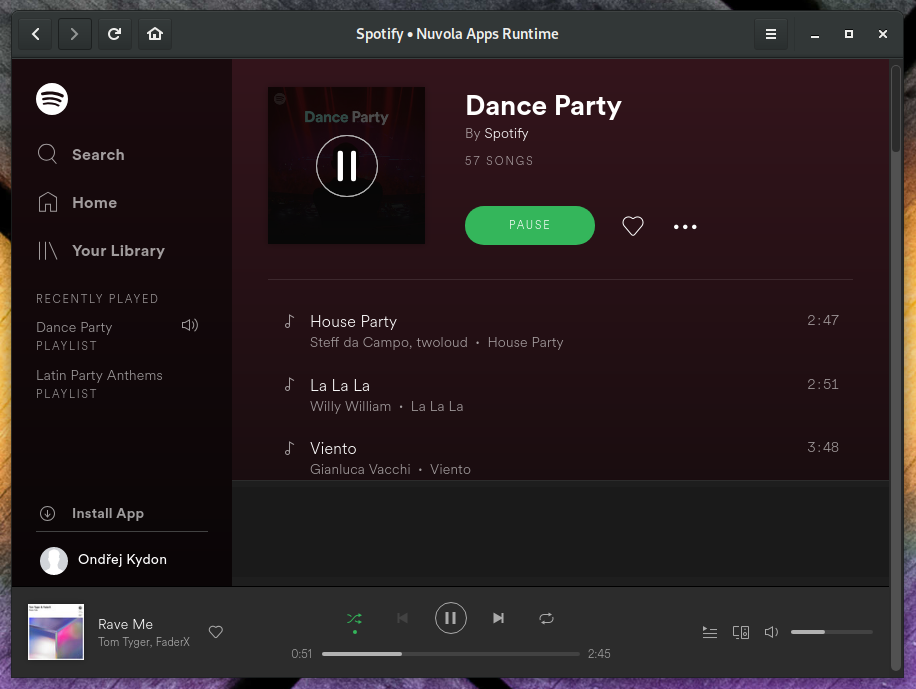 Spotify • Nuvola Apps Runtime
Search
Home
Your Library
RECENTLY PLAYED
Dance Party
PLAYLIST
Latin Party Anthems
PLAYLIST
Install App
Ondřej Kydon
Dance Party
Dance Party
By Spotify
57 SONGS
PAUSE
House Party 2:47
Steff da Campo, twoloud • House Party
La La La 2:51
Willy William • La La La
Viento 3:48
Gianluca Vacchi • Viento
Rave Me
Tom Tyger, FaderX
0:51 2:45